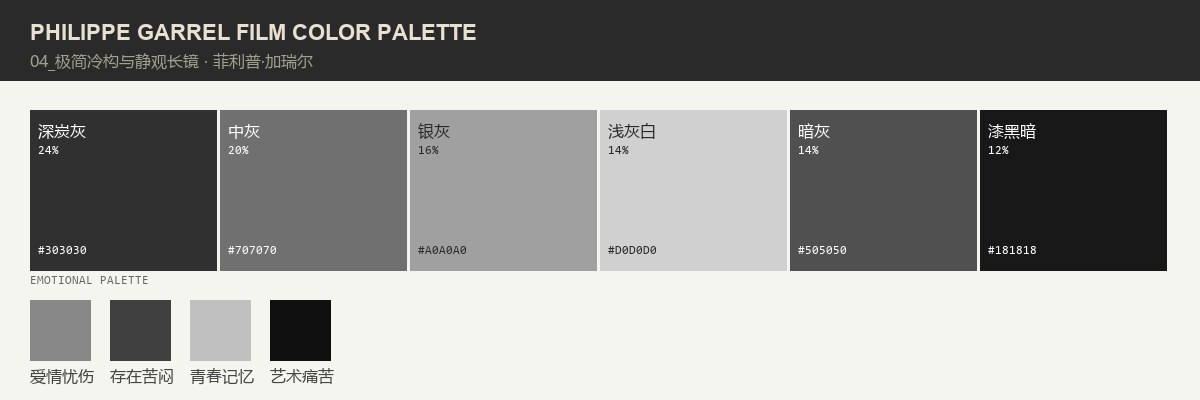 PHILIPPE GARREL FILM COLOR PALETTE
04_极简冷构与静观长镜 · 菲利普·加瑞尔
深炭灰
24%
#303030
中灰
20%
#707070
银灰
16%
#A0A0A0
浅灰白
14%
#D0D0D0
暗灰
14%
#505050
漆黑暗
12%
#181818
EMOTIONAL PALETTE
爱情忧伤
存在苦闷
青春记忆
艺术痛苦